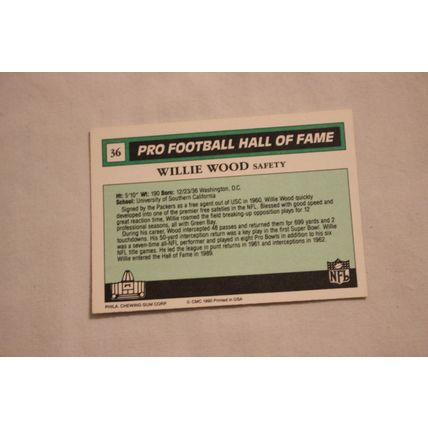 36
PRO FOOTBALL HALL OF FAME
WILLIE WOOD SAFETY
Ht: 5'10" Wt: 190 Born: 12/23/36 Washington, D.C.
School: University of Southern California
Signed by the Packers as a free agent out of USC in 1960, Willie Wood quickly
developed into one of the premier free safeties in the NFL. Blessed with good speed and
great reaction, Willie roamed the field breaking-up opposition plays for 12
professional seasons, all with Green Bay.
During his career, Wood intercepted 48 passes and returned them for 699 yards and 2
touchdowns. His 50-yard interception return was a key play in the first Super Bowl. Willie
was a seven-time all-NFL performer and played in eight Pro Bowls in addition to his six
NFL title games. He led the league in punt returns in 1961 and interceptions in 1962.
Willie entered the Hall of Fame in 1989.
NFL
PHILA. CHEWING GUM CORP.
© CMC 1990 Printed in USA